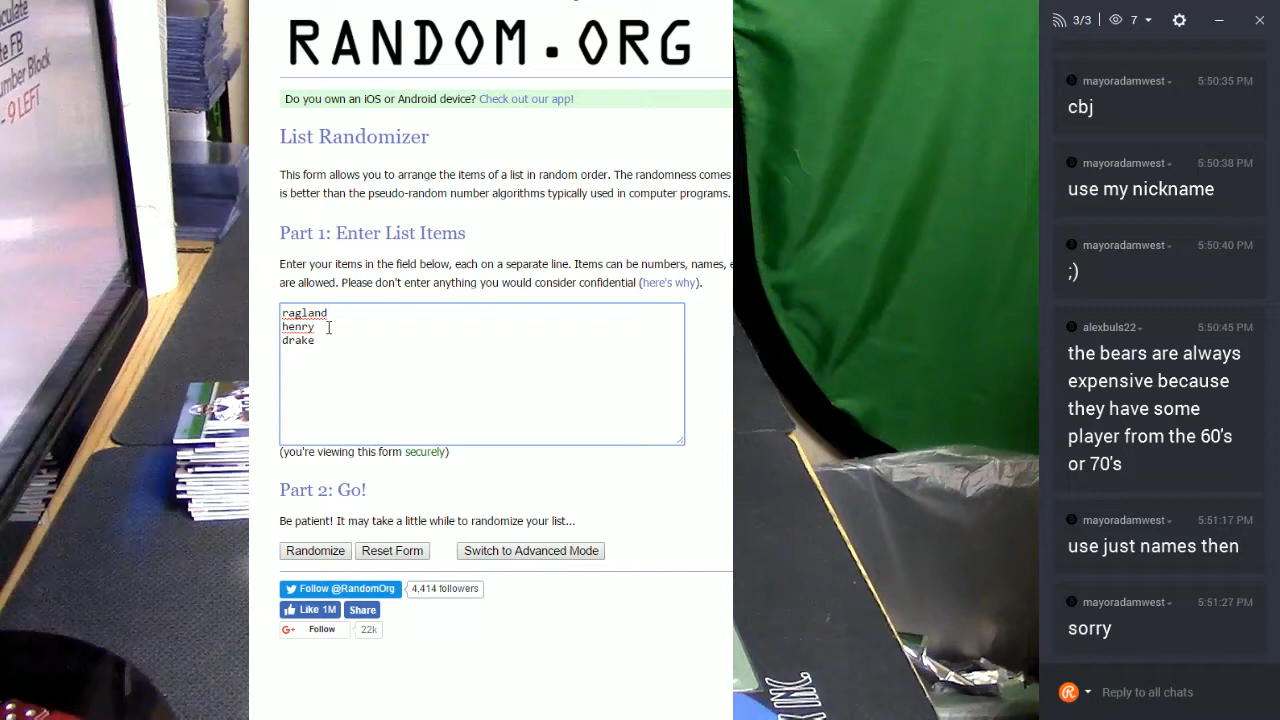 FB
umber Block
- 9 LEFT
RANDOM.ORG
Do you own an iOS or Android device? Check out our app!
List Randomizer
This form allows you to arrange the items of a list in random order. The randomness comes
is better than the pseudo-random number algorithms typically used in computer programs.
Part 1: Enter List Items
Enter your items in the field below, each on a separate line. Items can be numbers, names, e
are allowed. Please don't enter anything you would consider confidential (here's why).
ragland
henry
drake
(you're viewing this form securely)
Part 2: Go!
Be patient! It may take a little while to randomize your list...
Randomize Reset Form Switch to Advanced Mode
Follow @RandomOrg 4,414 followers
Like 1M Share
G+ Follow 22k
INC
3/3 7
mayoradamwest 5:50:35 PM
cbj
mayoradamwest 5:50:38 PM
use my nickname
mayoradamwest 5:50:40 PM
;)
alexbuls22 5:50:45 PM
the bears are always
expensive because
they have some
player from the 60's
or 70's
mayoradamwest 5:51:17 PM
use just names then
mayoradamwest 5:51:27 PM
sorry
Reply to all chats